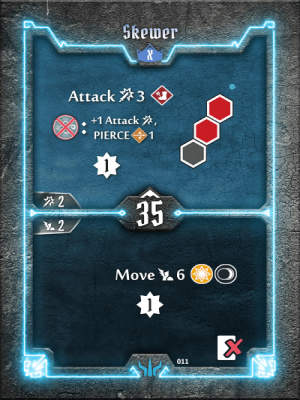 Skewer
X
Attack 3
+1 Attack,
PIERCE 1
1
35
2
2
Move 6
1
011